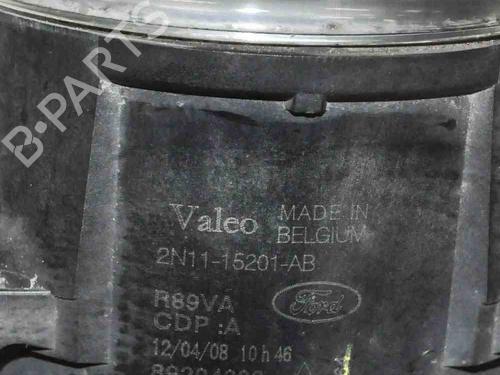 B-PARTS
Valeo MADE IN
BELGIUM
2N11-15201-AB
R89VA
Ford
CDP :A
12/04/08 10 h 46